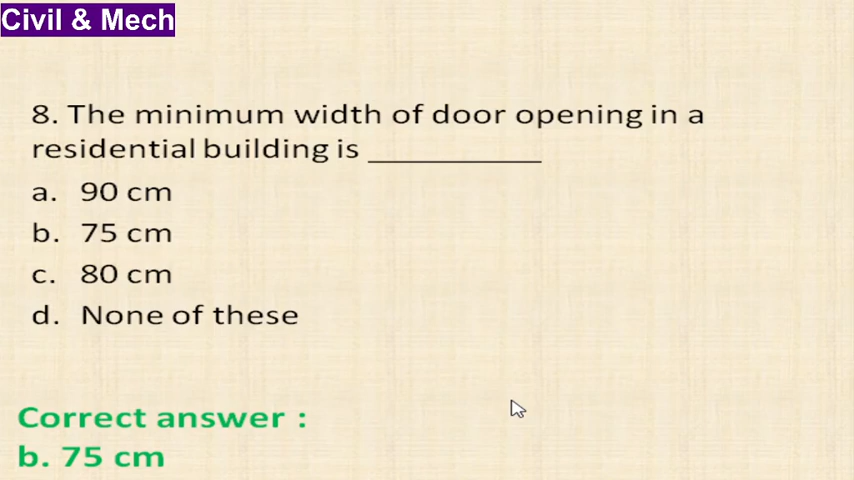 Civil & Mech
8. The minimum width of door opening in a
residential building is ____________
a. 90 cm
b. 75 cm
c. 80 cm
d. None of these
Correct answer :
b. 75 cm